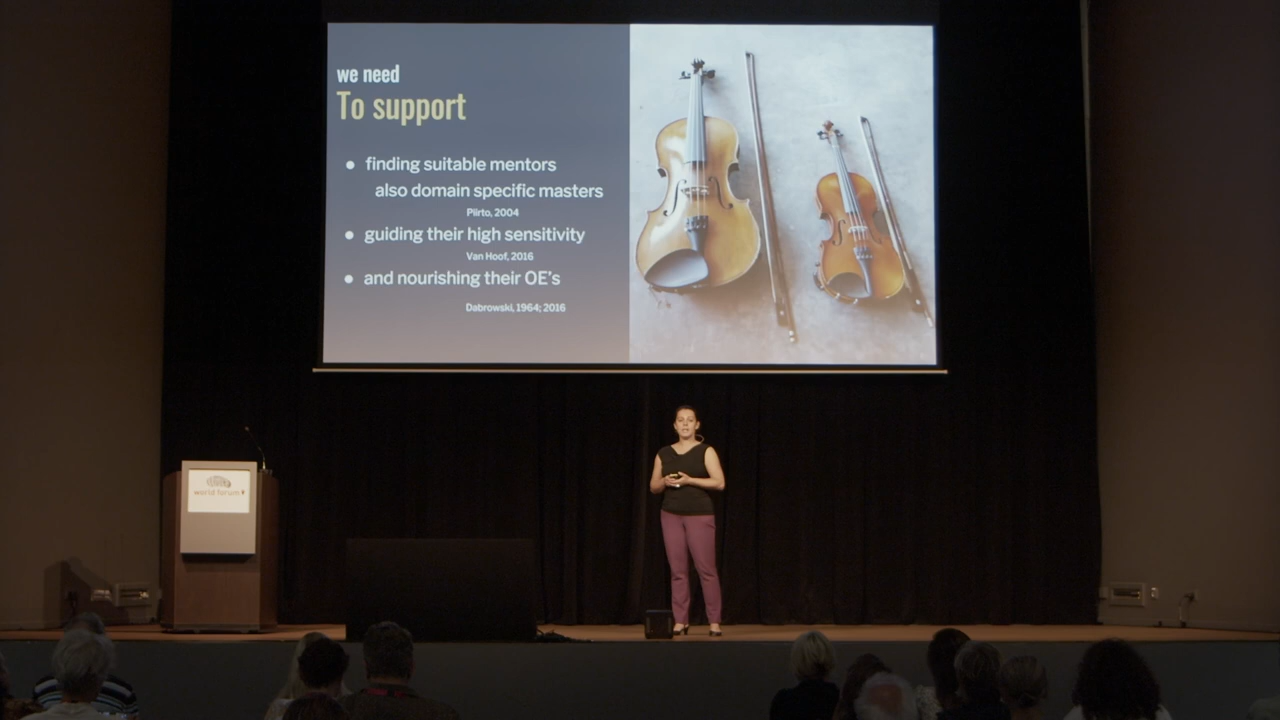 we need
To support
● finding suitable mentors
also domain specific masters
Piirto, 2004
● guiding their high sensitivity
Van Hoof, 2016
● and nourishing their OE's
Dabrowski, 1964; 2016
world forum